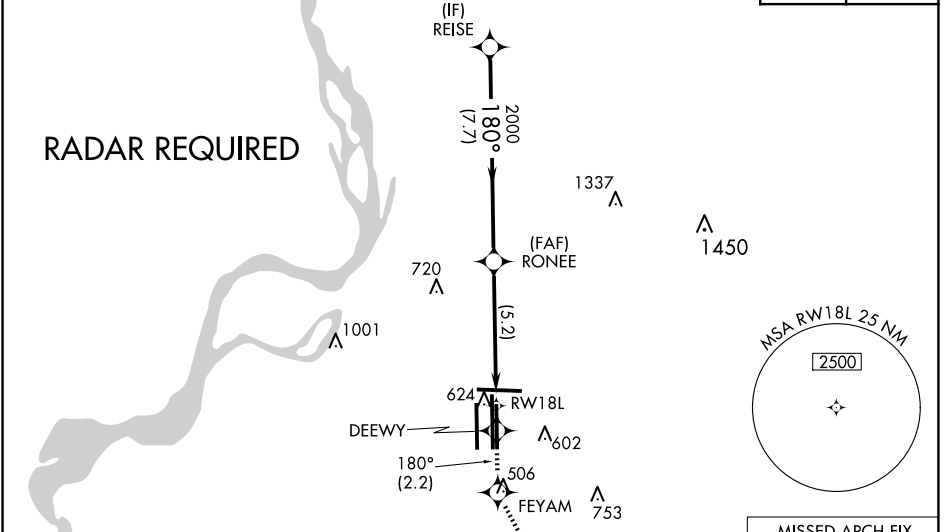 (IF)
REISE
2000
180°
(7.7)
RADAR REQUIRED
1337
1450
(FAF)
RONEE
720
(5.2)
1001
MSA RW18L 25 NM
2500
624
RW18L
DEEWY
602
180°
(2.2)
506
FEYAM
753
MISSED APCH FIX